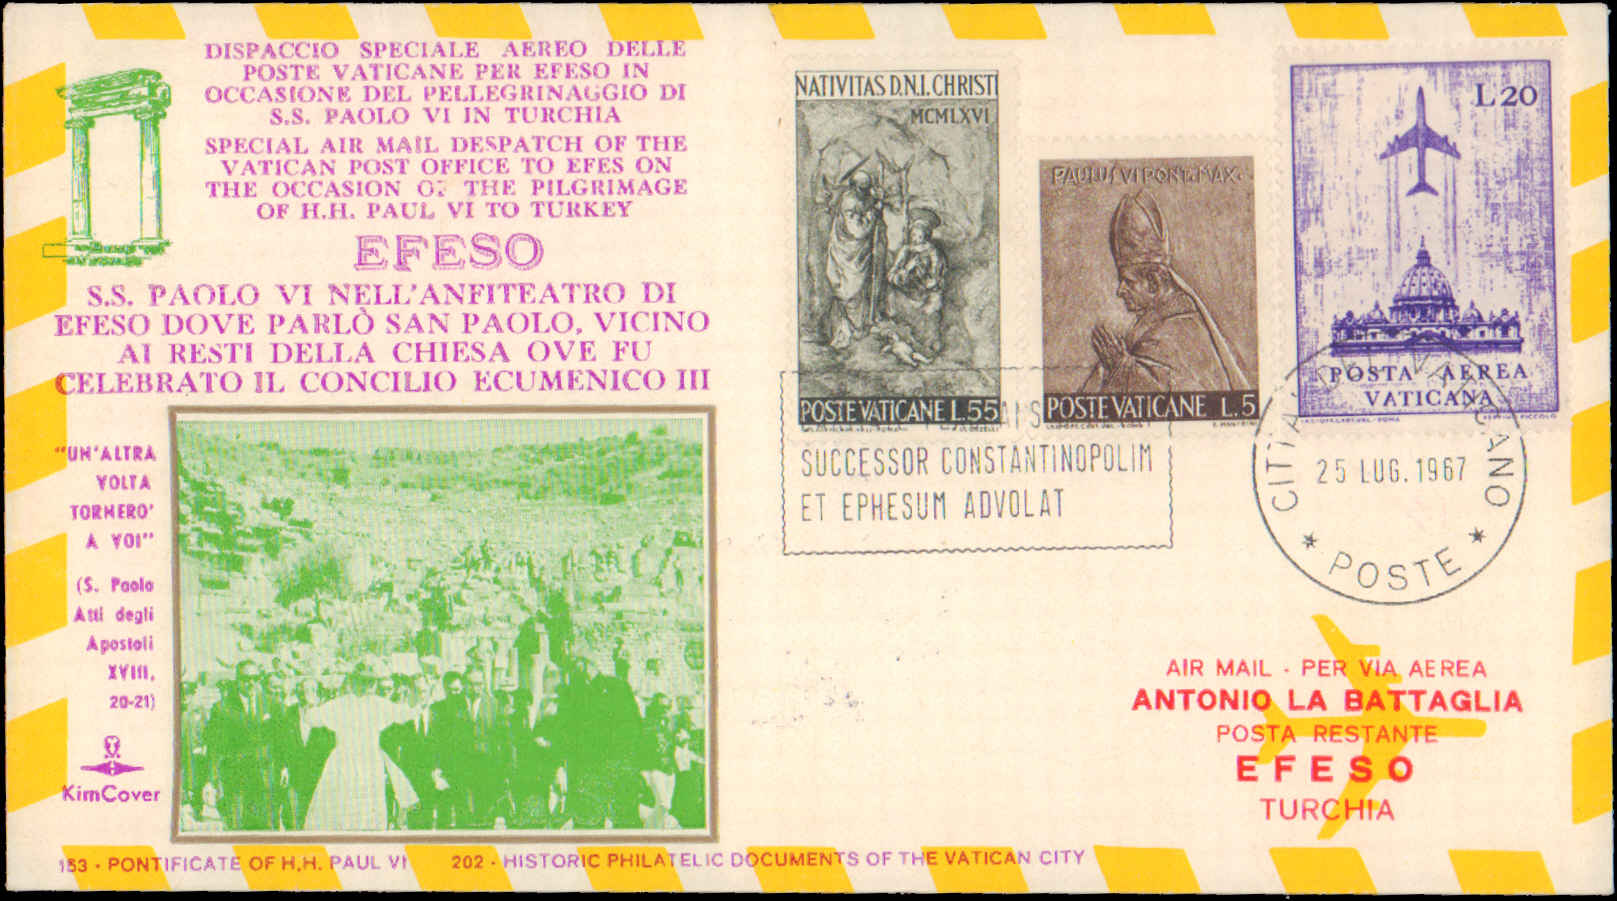 DISPACCIO SPECIALE AEREO DELLE
POSTE VATICANE PER EFESO IN
OCCASIONE DEL PELLEGRINAGGIO DI
S.S. PAOLO VI IN TURCHIA
SPECIAL AIR MAIL DESPATCH OF THE
VATICAN POST OFFICE TO EFES ON
THE OCCASION OF THE PILGRIMAGE
OF H.H. PAUL VI TO TURKEY
EFESO
S.S. PAOLO VI NELL'ANFITEATRO DI
EFESO DOVE PARLÒ SAN PAOLO, VICINO
AI RESTI DELLA CHIESA OVE FU
CELEBRATO IL CONCILIO ECUMENICO III
"UN'ALTRA
VOLTA
TORNERO'
A VOI"
(S. Paolo
Atti degli
Apostoli
XVIII,
20-21)
KimCover
153 - PONTIFICATE OF H.H. PAUL VI
202 - HISTORIC PHILATELIC DOCUMENTS OF THE VATICAN CITY
NATIVITAS D.N.I. CHRISTI
MCMLXVI
POSTE VATICANE L.55
PAULUS VI PONT. MAX.
POSTE VATICANE L.5
L.20
POSTA AEREA
VATICANA
SUCCESSOR CONSTANTINOPOLIM
ET EPHESUM ADVOLAT
CITTA' VATICANO
25 LUG. 1967
* POSTE *
AIR MAIL - PER VIA AEREA
ANTONIO LA BATTAGLIA
POSTA RESTANTE
EFESO
TURCHIA